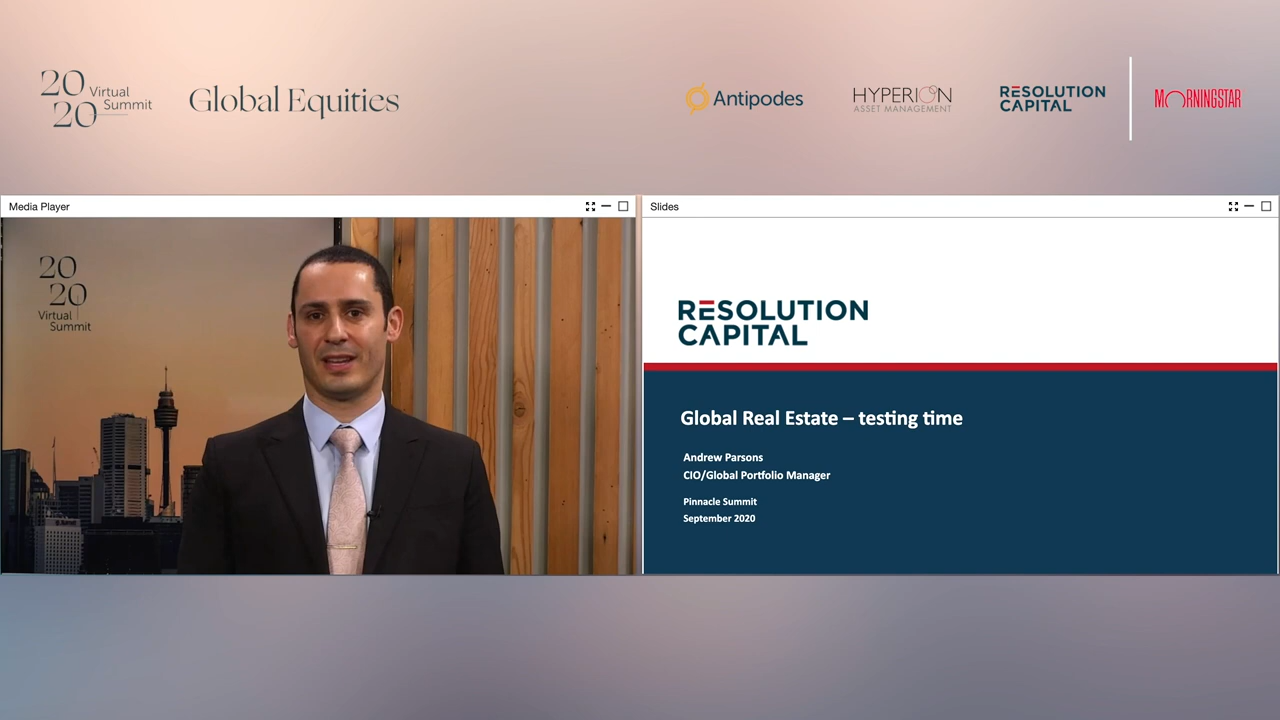 20
20
Virtual
Summit
Global Equities
Antipodes
HYPERION
ASSET MANAGEMENT
RESOLUTION
CAPITAL
MORNINGSTAR
Media Player
20
20
Virtual
Summit
Slides
RESOLUTION
CAPITAL
Global Real Estate – testing time
Andrew Parsons
CIO/Global Portfolio Manager
Pinnacle Summit
September 2020